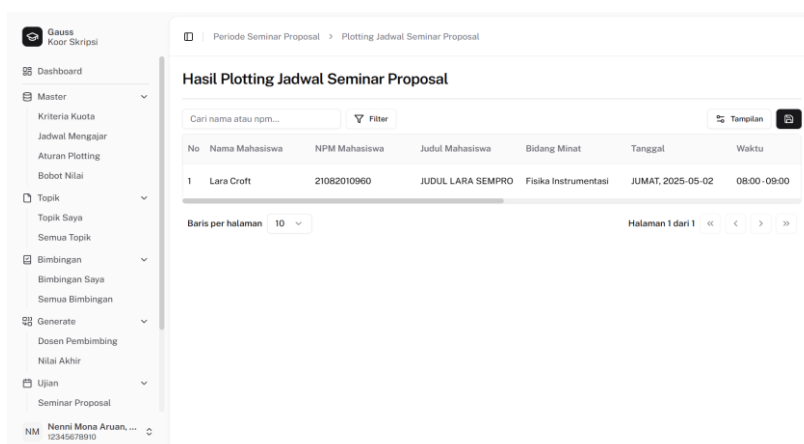 Gauss
Koor Skripsi
Dashboard
Master
Kriteria Kuota
Jadwal Mengajar
Aturan Plotting
Bobot Nilai
Topik
Topik Saya
Semua Topik
Bimbingan
Bimbingan Saya
Semua Bimbingan
Generate
Dosen Pembimbing
Nilai Akhir
Ujian
Seminar Proposal
NM
Nenni Mona Aruan, ...
12345678910
Periode Seminar Proposal > Plotting Jadwal Seminar Proposal
Hasil Plotting Jadwal Seminar Proposal
Cari nama atau npm... Filter Tampilan
No Nama Mahasiswa NPM Mahasiswa Judul Mahasiswa Bidang Minat Tanggal Waktu
1 Lara Croft 21082010960 JUDUL LARA SEMPRO Fisika Instrumentasi JUMAT, 2025-05-02 08:00-09:00
Baris per halaman 10 Halaman 1 dari 1